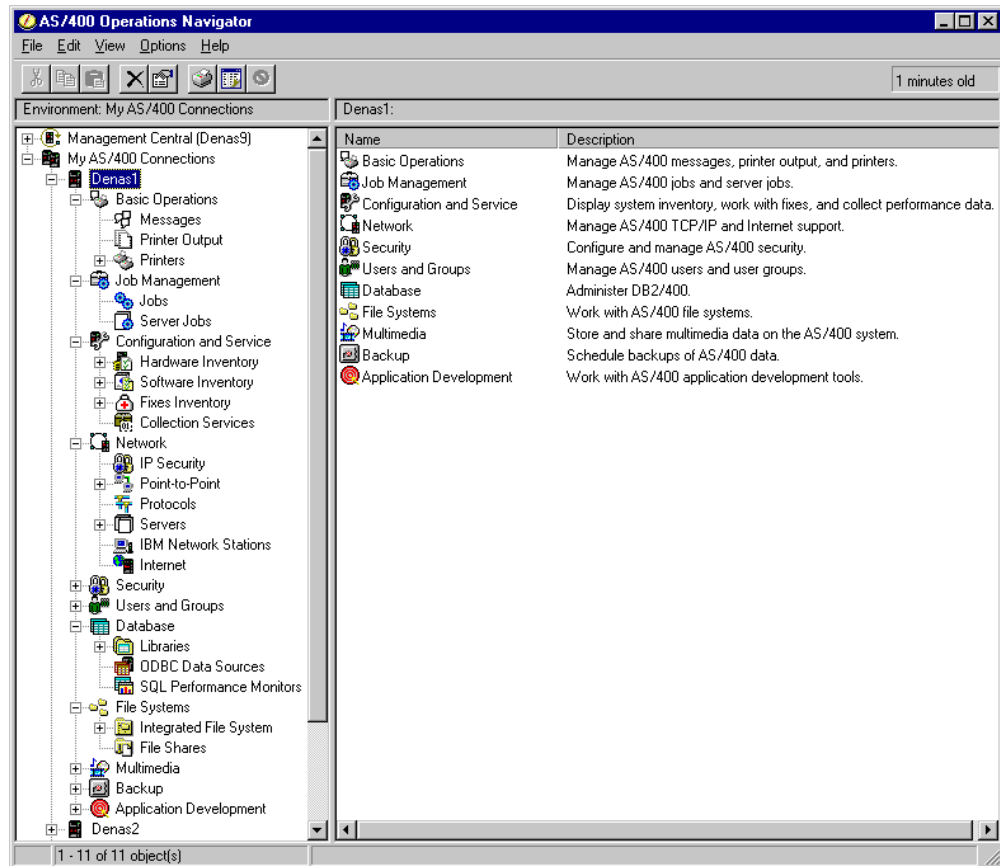 AS/400 Operations Navigator
File Edit View Options Help
1 minutes old
Environment: My AS/400 Connections
Denas1:
Management Central (Denas9)
My AS/400 Connections
Denas1
Basic Operations
Messages
Printer Output
Printers
Job Management
Jobs
Server Jobs
Configuration and Service
Hardware Inventory
Software Inventory
Fixes Inventory
Collection Services
Network
IP Security
Point-to-Point
Protocols
Servers
IBM Network Stations
Internet
Security
Users and Groups
Database
Libraries
ODBC Data Sources
SQL Performance Monitors
File Systems
Integrated File System
File Shares
Multimedia
Backup
Application Development
Denas2
Name Description
Basic Operations Manage AS/400 messages, printer output, and printers.
Job Management Manage AS/400 jobs and server jobs.
Configuration and Service Display system inventory, work with fixes, and collect performance data.
Network Manage AS/400 TCP/IP and Internet support.
Security Configure and manage AS/400 security.
Users and Groups Manage AS/400 users and user groups.
Database Administer DB2/400.
File Systems Work with AS/400 file systems.
Multimedia Store and share multimedia data on the AS/400 system.
Backup Schedule backups of AS/400 data.
Application Development Work with AS/400 application development tools.
1 - 11 of 11 object(s)